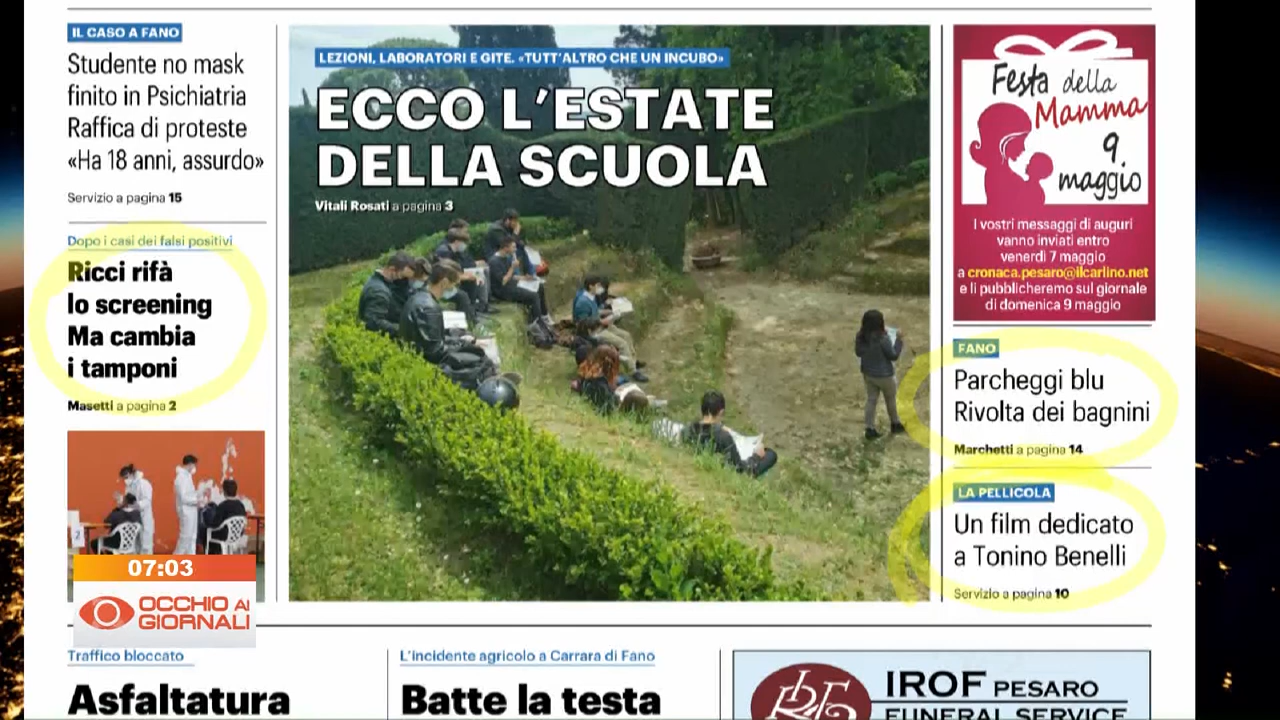 IL CASO A FANO
Studente no mask
finito in Psichiatria
Raffica di proteste
«Ha 18 anni, assurdo»
Servizio a pagina 15
Dopo i casi dei falsi positivi
Ricci rifà
lo screening
Ma cambia
i tamponi
Masetti a pagina 2
07:03
OCCHIO AI
GIORNALI
LEZIONI, LABORATORI E GITE. «TUTT'ALTRO CHE UN INCUBO»
ECCO L'ESTATE
DELLA SCUOLA
Vitali Rosati a pagina 3
Festa della
Mamma
9
maggio
I vostri messaggi di auguri
vanno inviati entro
venerdì 7 maggio
a cronaca.pesaro@ilcarlino.net
e li pubblicheremo sul giornale
di domenica 9 maggio
FANO
Parcheggi blu
Rivolta dei bagnini
Marchetti a pagina 14
LA PELLICOLA
Un film dedicato
a Tonino Benelli
Servizio a pagina 10
Traffico bloccato
Asfaltatura
L'incidente agricolo a Carrara di Fano
Batte la testa
IROF PESARO
FUNERAL SERVICE